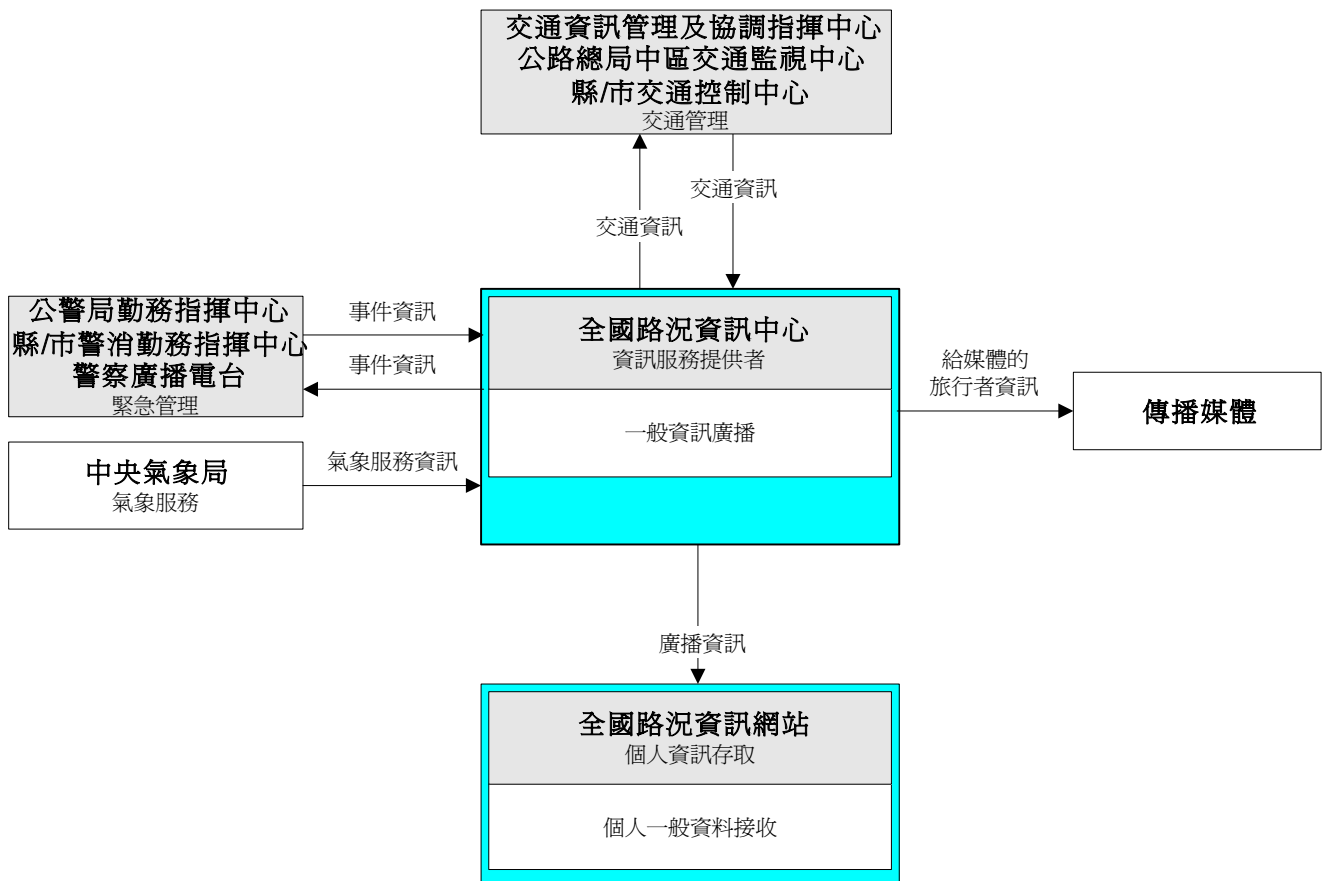 交通資訊管理及協調指揮中心
公路總局中區交通監視中心
縣/市交通控制中心
交通管理
交通資訊
交通資訊
公警局勤務指揮中心
縣/市警消勤務指揮中心
警察廣播電台
緊急管理
事件資訊
事件資訊
中央氣象局
氣象服務
氣象服務資訊
全國路況資訊中心
資訊服務提供者
一般資訊廣播
給媒體的
旅行者資訊
傳播媒體
廣播資訊
全國路況資訊網站
個人資訊存取
個人一般資料接收